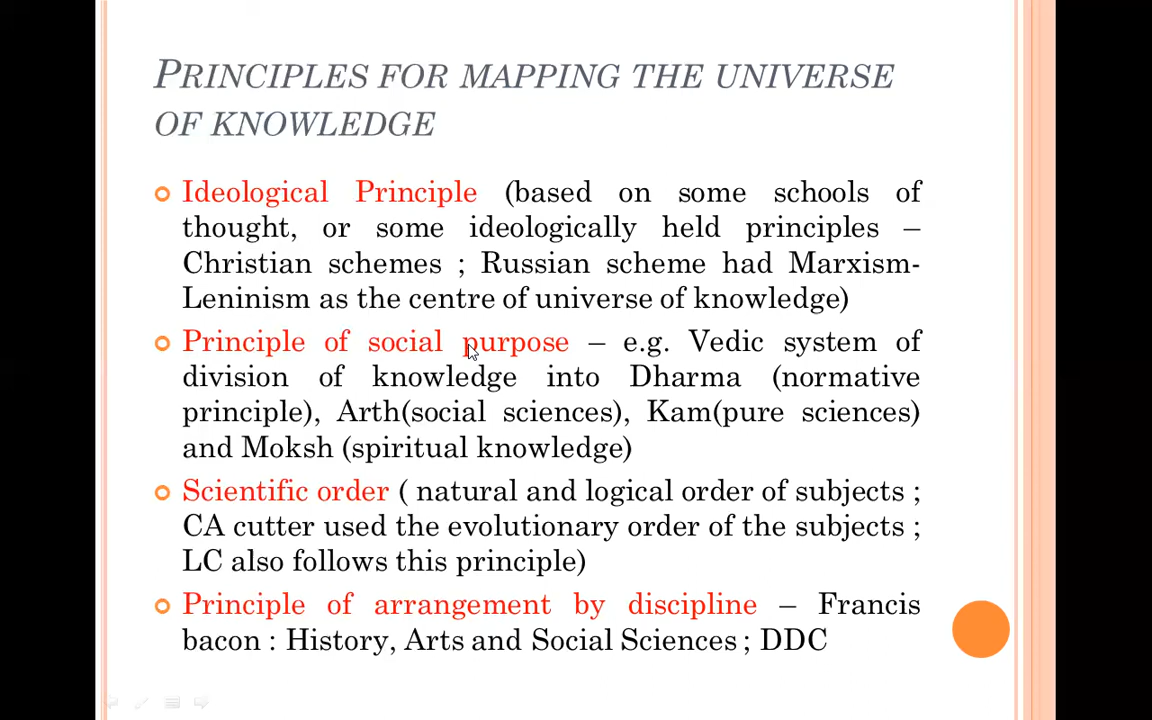 PRINCIPLES FOR MAPPING THE UNIVERSE
OF KNOWLEDGE
Ideological Principle (based on some schools of
thought, or some ideologically held principles –
Christian schemes ; Russian scheme had Marxism-
Leninism as the centre of universe of knowledge)
Principle of social purpose – e.g. Vedic system of
division of knowledge into Dharma (normative
principle), Arth(social sciences), Kam(pure sciences)
and Moksh (spiritual knowledge)
Scientific order ( natural and logical order of subjects ;
CA cutter used the evolutionary order of the subjects ;
LC also follows this principle)
Principle of arrangement by discipline – Francis
bacon : History, Arts and Social Sciences ; DDC